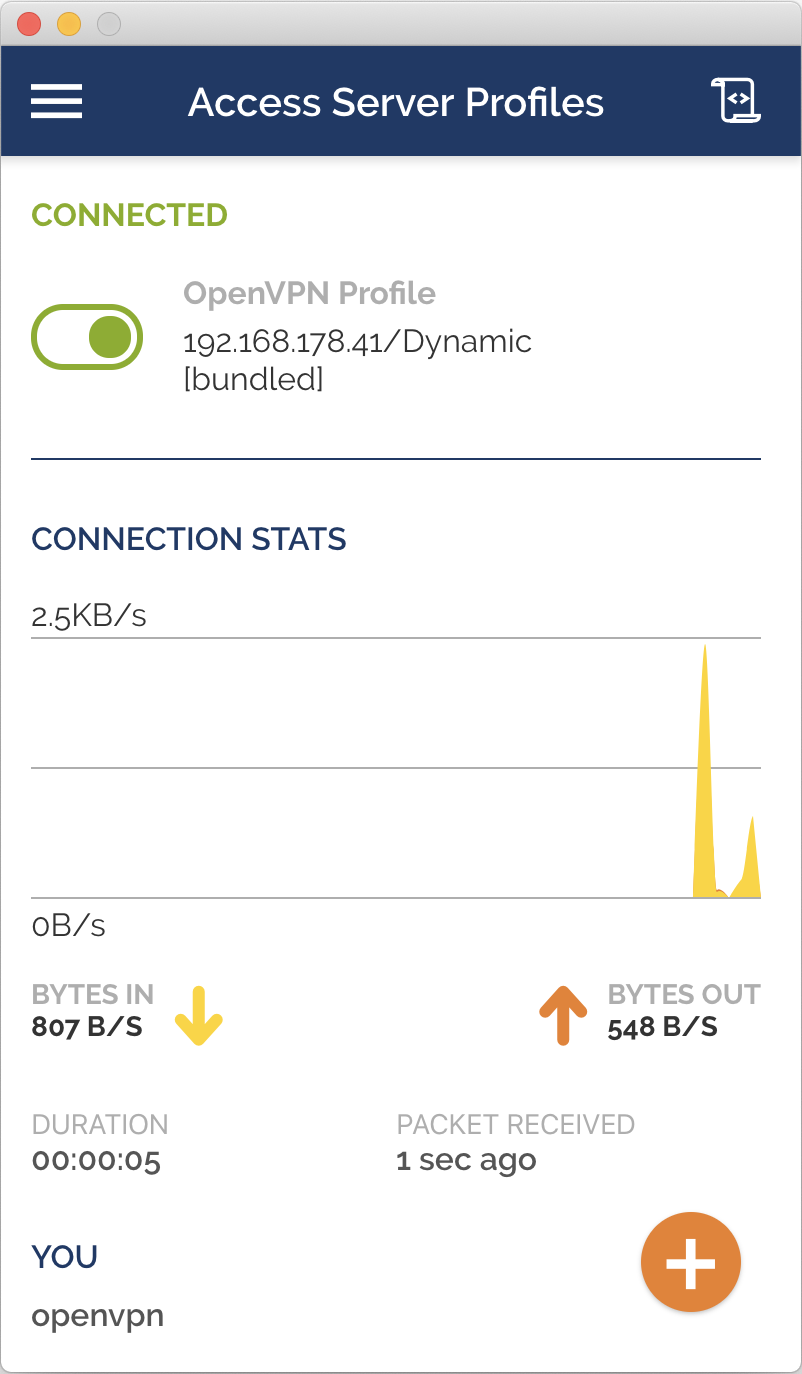 Access Server Profiles
CONNECTED
OpenVPN Profile
192.168.178.41/Dynamic
[bundled]
CONNECTION STATS
2.5KB/s
0B/s
BYTES IN
807 B/S
BYTES OUT
548 B/S
DURATION
00:00:05
PACKET RECEIVED
1 sec ago
YOU
openvpn